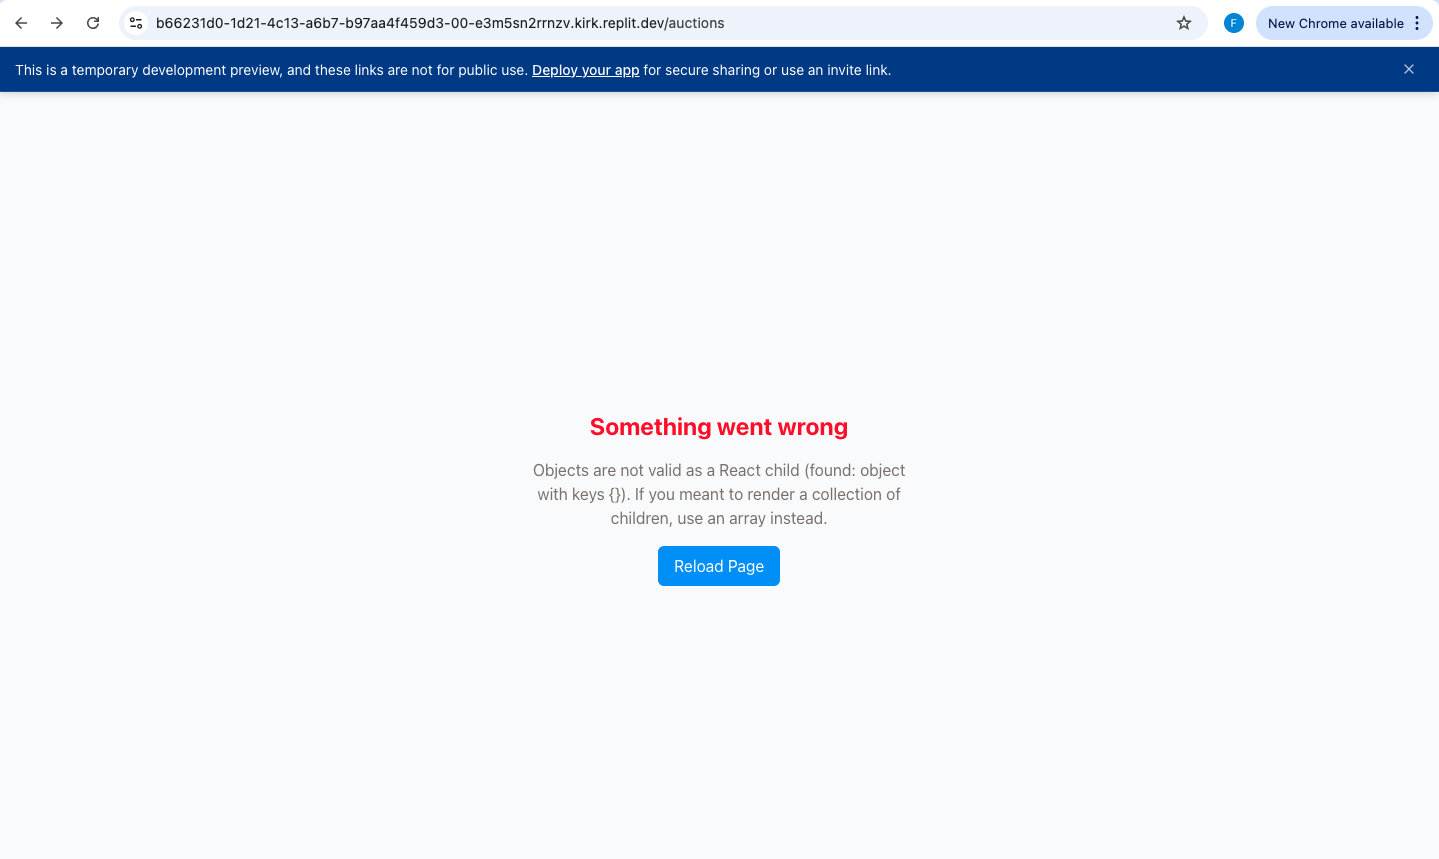 b66231d0-1d21-4c13-a6b7-b97aa4f459d3-00-e3m5sn2rrnzv.kirk.replit.dev/auctions
F
New Chrome available
This is a temporary development preview, and these links are not for public use. Deploy your app for secure sharing or use an invite link.
Something went wrong
Objects are not valid as a React child (found: object
with keys {}). If you meant to render a collection of
children, use an array instead.
Reload Page